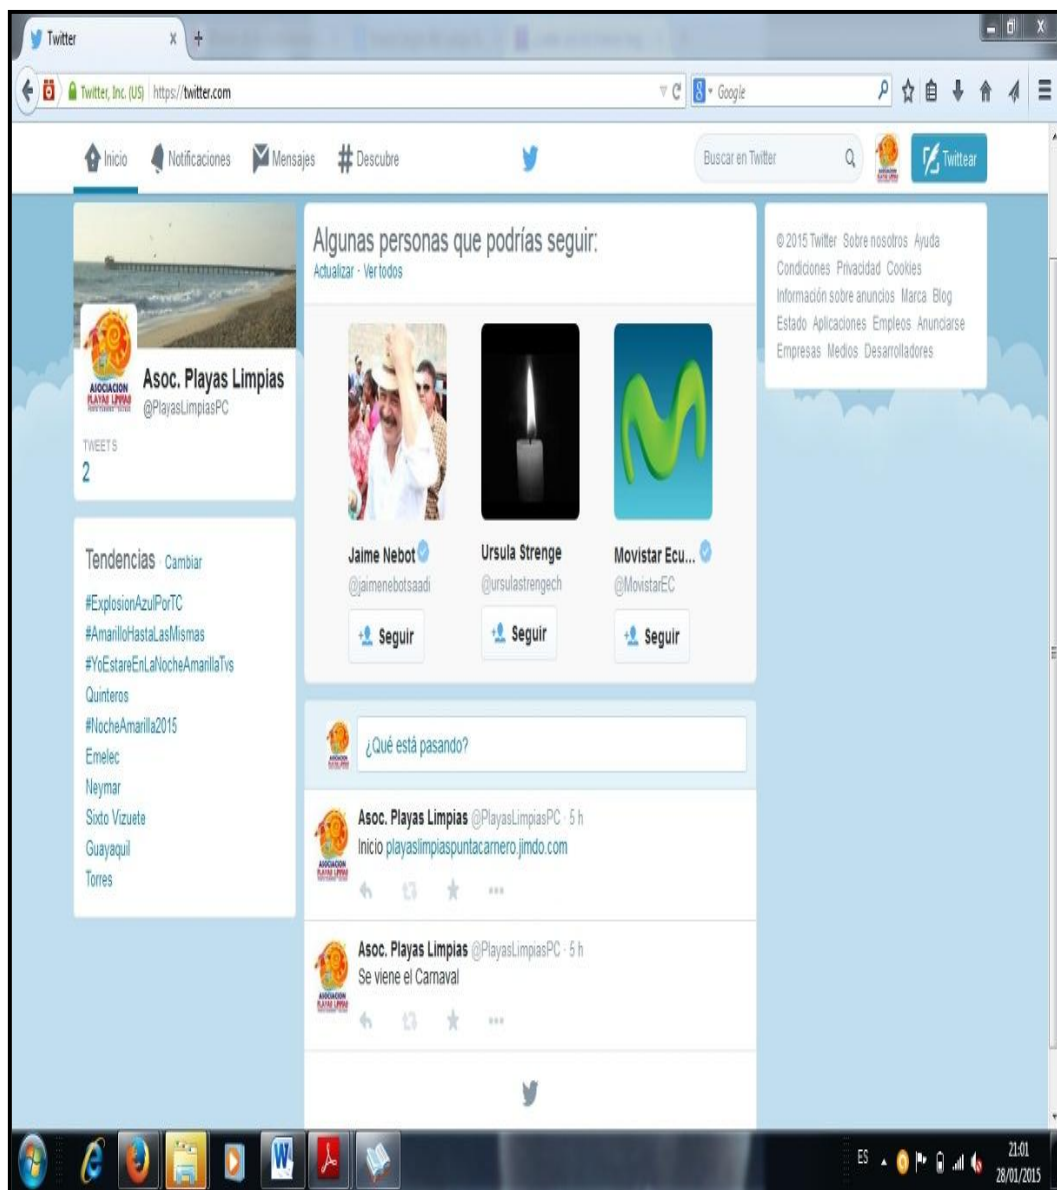 Twitter
Twitter, Inc. (US) https://twitter.com
Google
Inicio Notificaciones Mensajes # Descubre
Buscar en Twitter
Twittear
ASOCIACION
PLAYAS LIMPIAS
Asoc. Playas Limpias
@PlayasLimpiasPC
TWEETS
2
Tendencias · Cambiar
#ExplosionAzulPorTC
#AmarilloHastaLasMismas
#YoEstareEnLaNocheAmarillaTvs
Quinteros
#NocheAmarilla2015
Emelec
Neymar
Sixto Vizuete
Guayaquil
Torres
Algunas personas que podrías seguir:
Actualizar · Ver todos
Jaime Nebot
@jaimenebotsaadi
Seguir
Ursula Strenge
@ursulastrengech
Seguir
Movistar Ecu...
@MovistarEC
Seguir
¿Qué está pasando?
Asoc. Playas Limpias @PlayasLimpiasPC · 5 h
Inicio playaslimpiaspuntacarnero.jimdo.com
Asoc. Playas Limpias @PlayasLimpiasPC · 5 h
Se viene el Carnaval
© 2015 Twitter Sobre nosotros Ayuda
Condiciones Privacidad Cookies
Información sobre anuncios Marca Blog
Estado Aplicaciones Empleos Anunciarse
Empresas Medios Desarrolladores
ES
21:01
28/01/2015